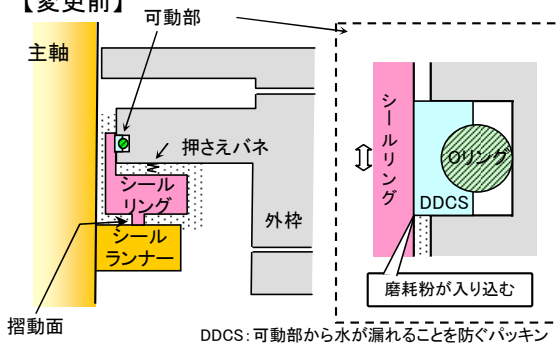 【変更前】
可動部
主軸
押さえバネ
シール
リング
外枠
シール
ランナー
摺動面
シールリング
Oリング
DDCS
磨耗粉が入り込む
DDCS：可動部から水が漏れることを防ぐパッキン